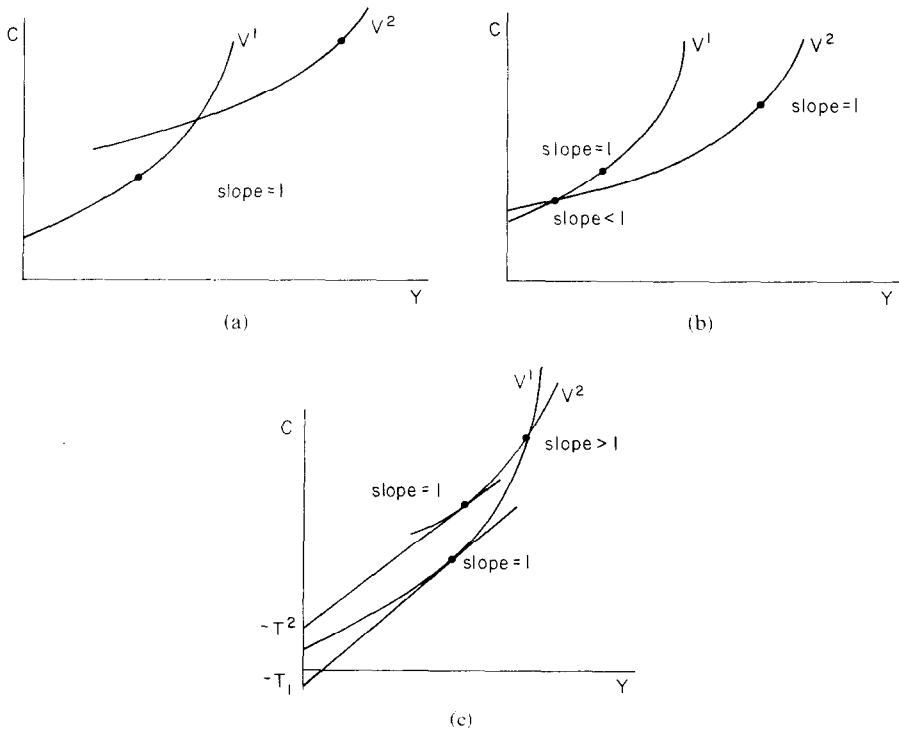 C
V¹
V²
slope=1
Y
(a)
C
V¹
V²
slope=1
slope=1
slope<1
Y
(b)
V¹
V²
C
slope>1
slope=1
slope=1
-T²
-T₁
Y
(c)